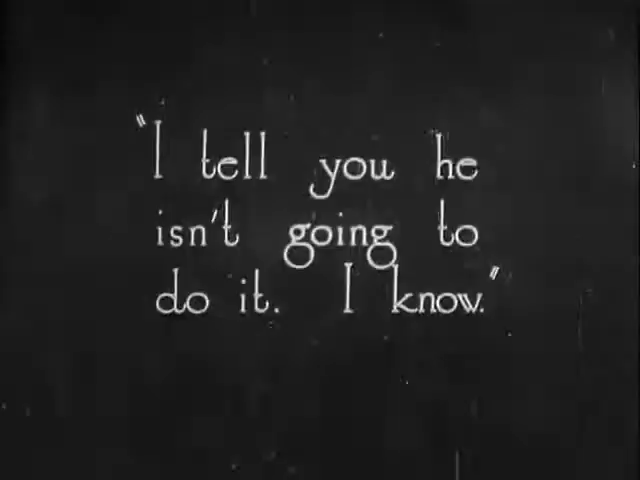 "I tell you he
isn't going to
do it. I know."